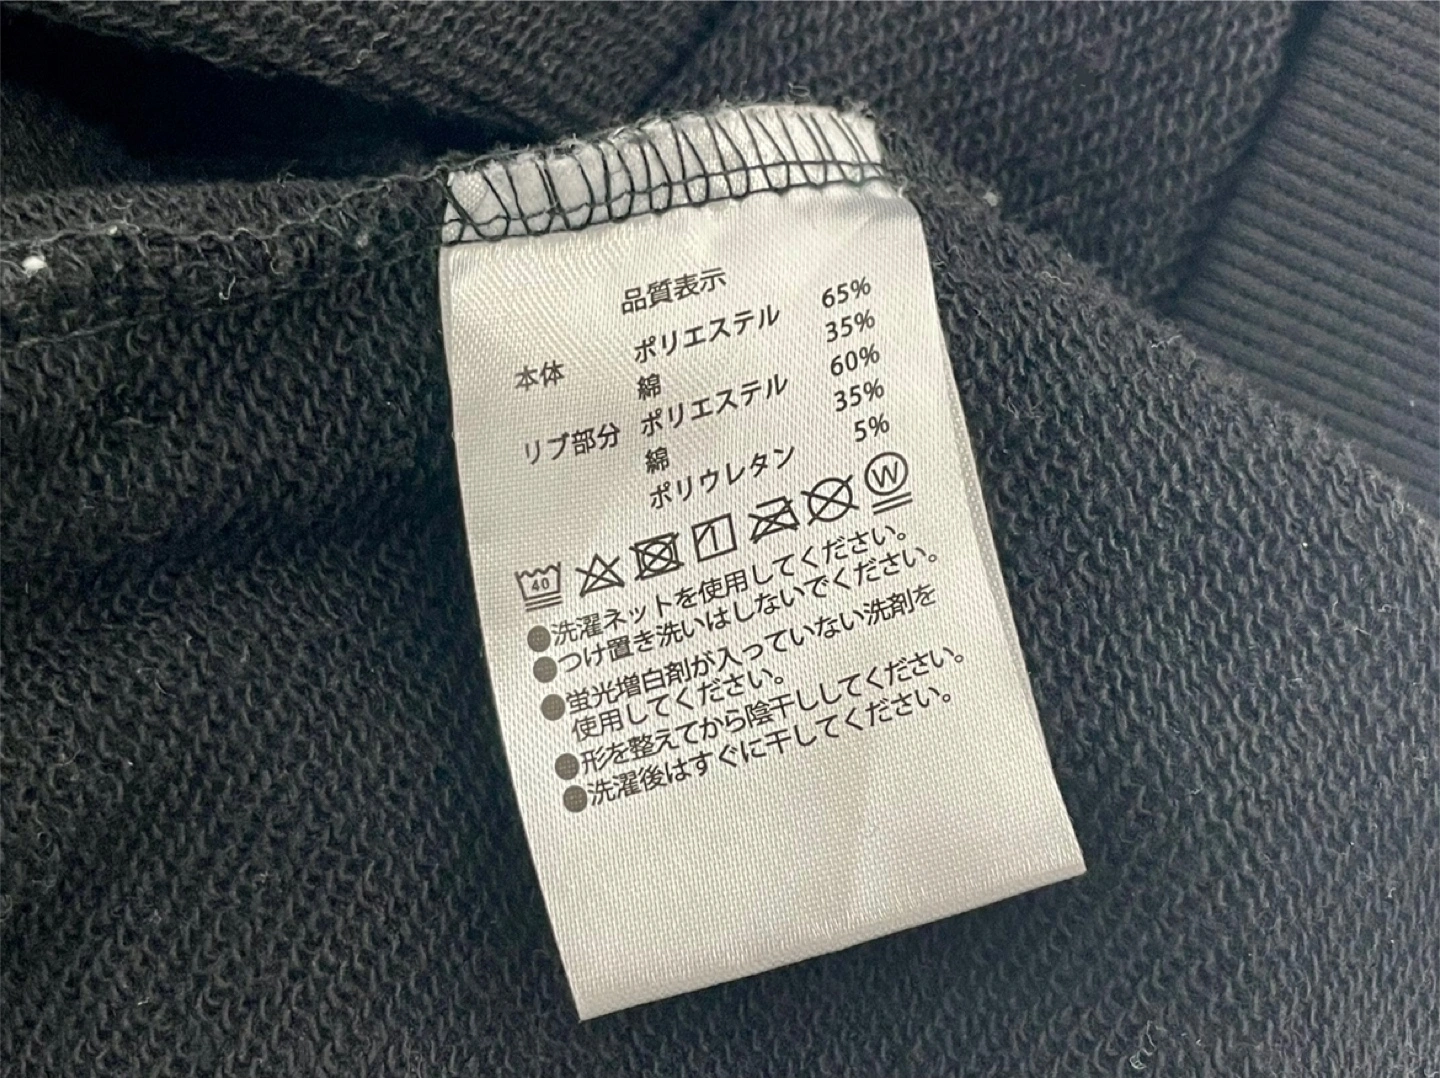 品質表示
本体 ポリエステル 65%
綿 35%
リブ部分 ポリエステル 60%
綿 35%
ポリウレタン 5%
40 W
●洗濯ネットを使用してください。
●つけ置き洗いはしないでください。
●蛍光増白剤が入っていない洗剤を
使用してください。
●形を整えてから陰干ししてください。
●洗濯後はすぐに干してください。